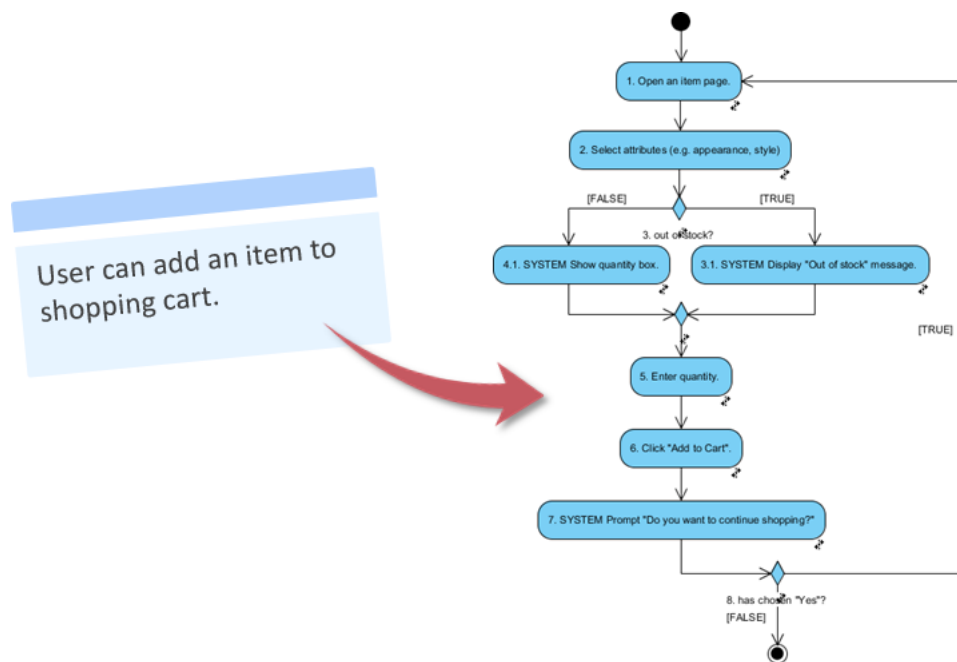 1. Open an item page.
2. Select attributes (e.g. appearance, style)
[FALSE]
[TRUE]
3. out of stock?
User can add an item to
shopping cart.
4.1. SYSTEM Show quantity box.
3.1. SYSTEM Display "Out of stock" message.
[TRUE]
5. Enter quantity.
6. Click "Add to Cart".
7. SYSTEM Prompt "Do you want to continue shopping?"
8. has chosen "Yes"?
[FALSE]